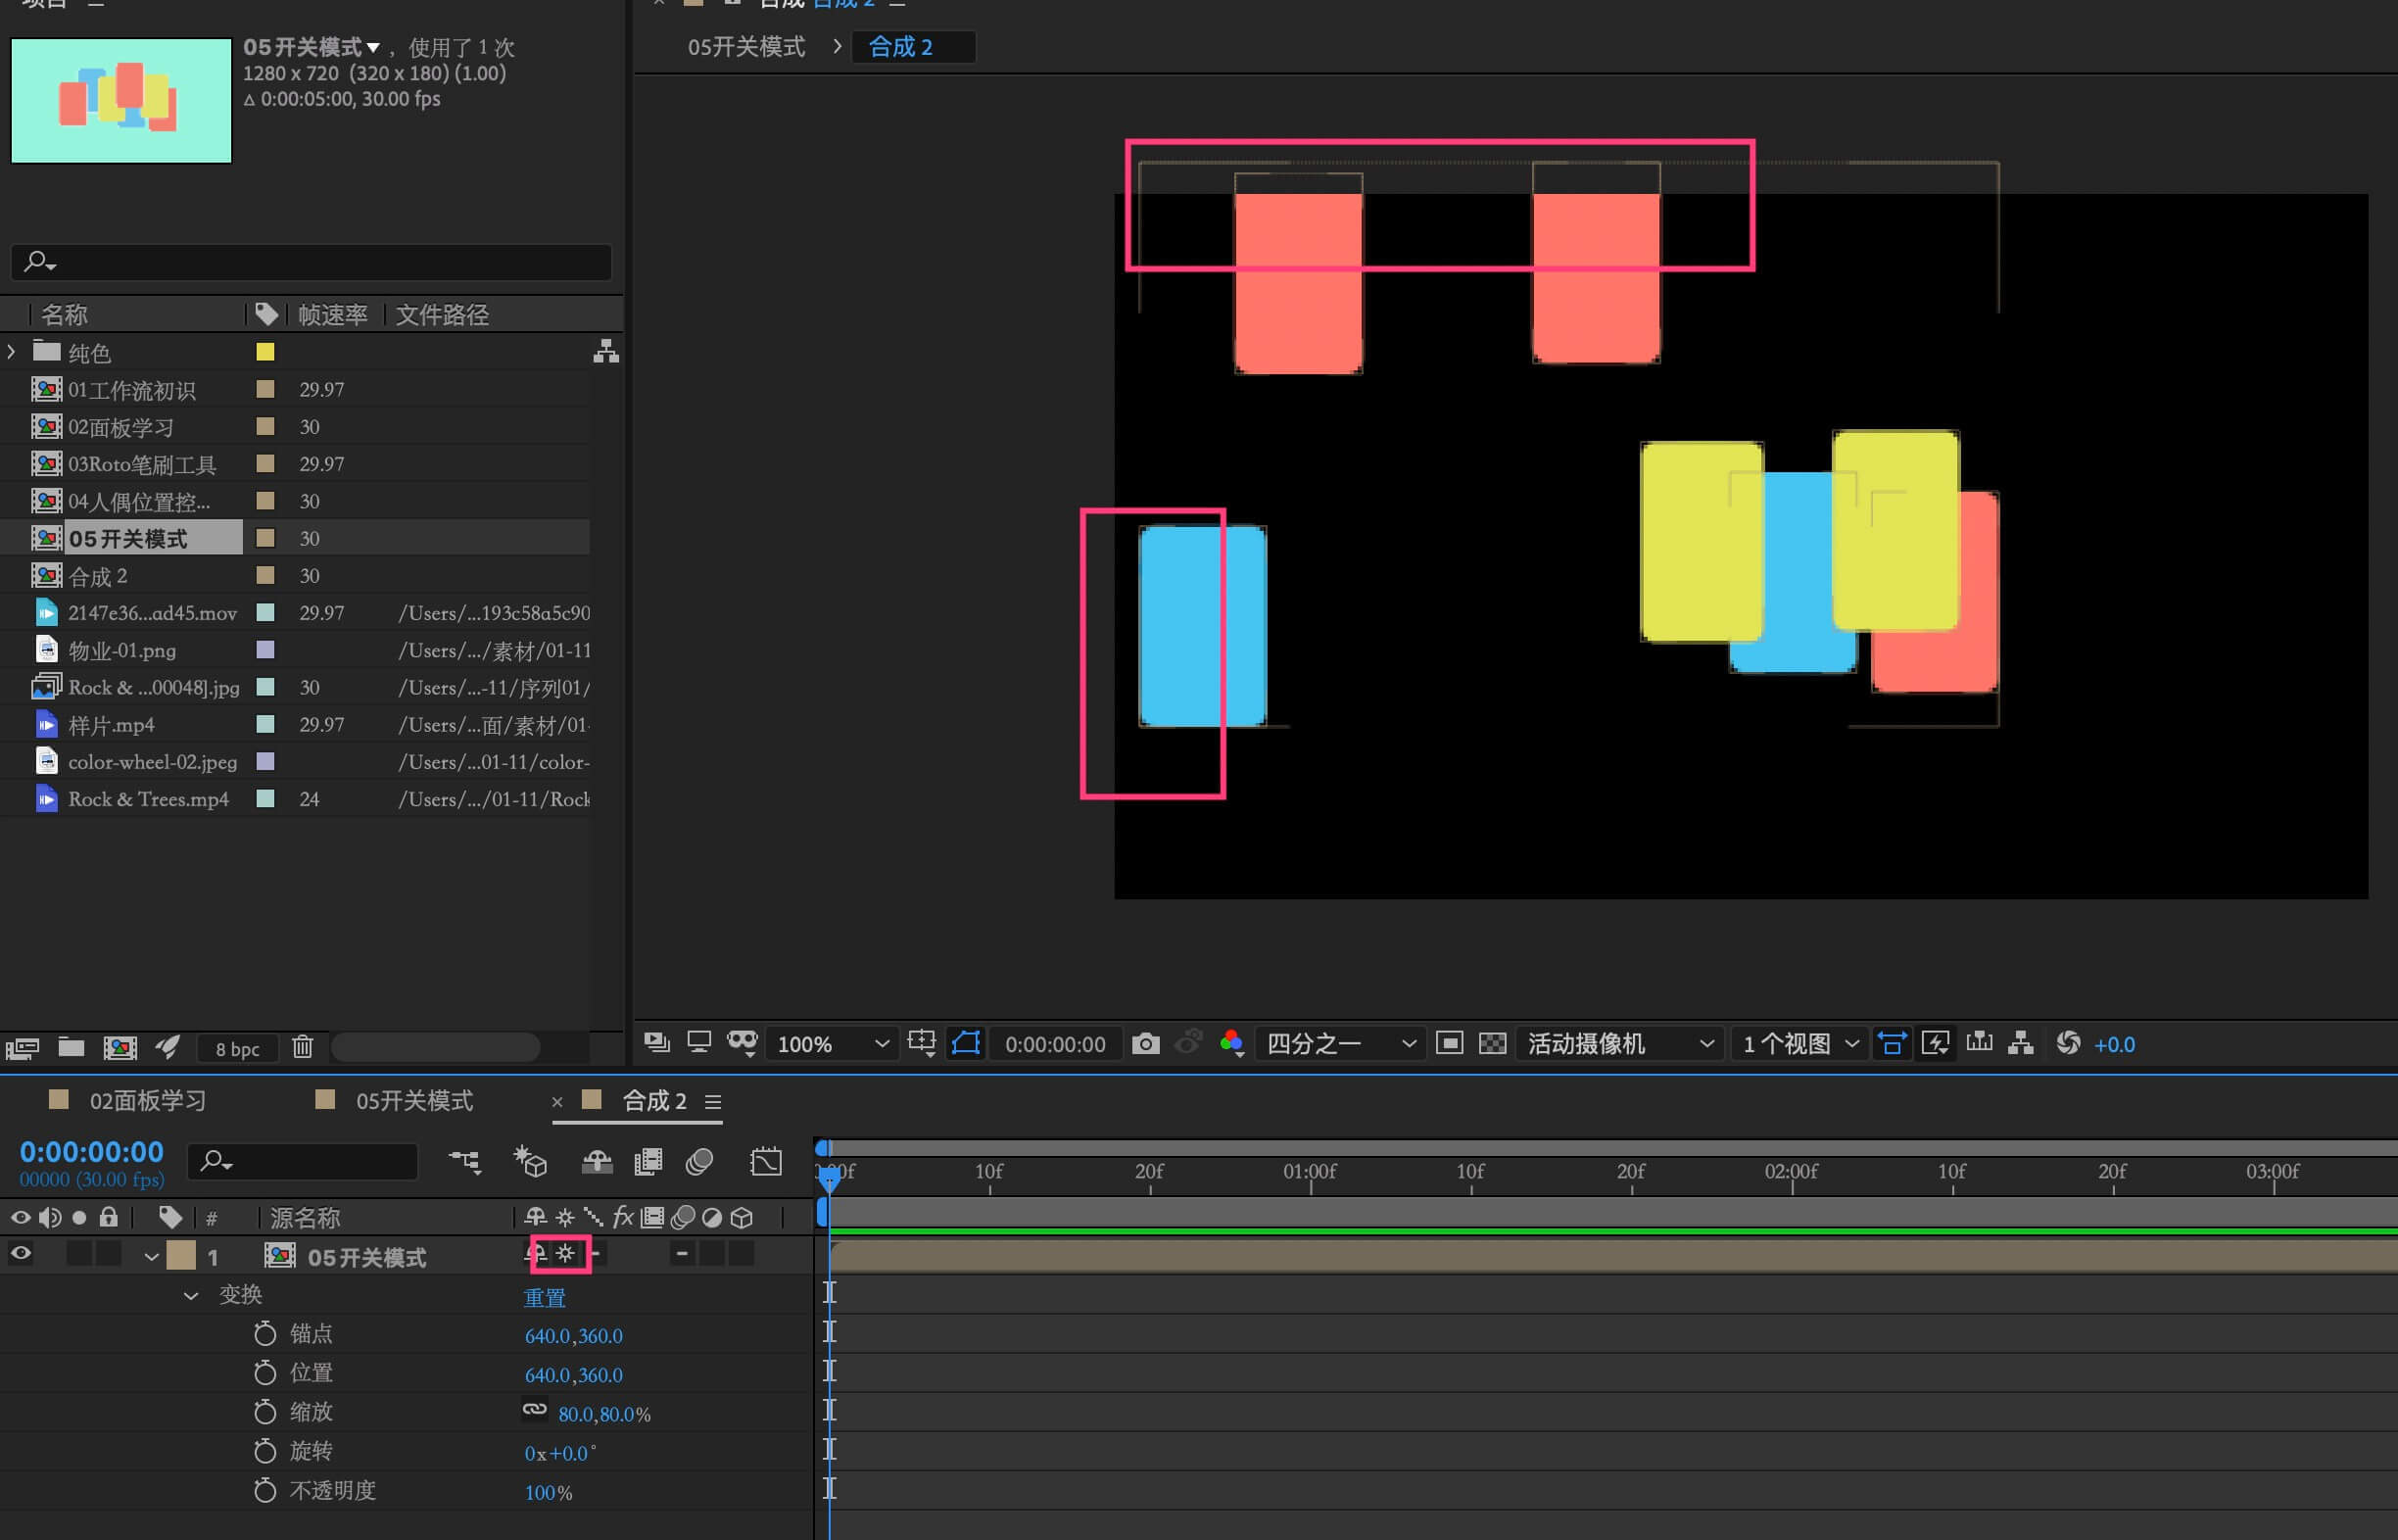 项目
合成 合成 2
05开关模式 ，使用了 1 次
1280 x 720 (320 x 180) (1.00)
Δ 0:00:05:00, 30.00 fps
05开关模式 › 合成 2
名称 帧速率 文件路径
纯色
01工作流初识 29.97
02面板学习 30
03Roto笔刷工具 29.97
04人偶位置控... 30
05开关模式 30
合成 2 30
2147e36...ad45.mov 29.97 /Users/...193c58a5c90
物业-01.png /Users/.../素材/01-11
Rock & ...00048].jpg 30 /Users/...-11/序列01/
样片.mp4 29.97 /Users/...面/素材/01-
color-wheel-02.jpeg /Users/...01-11/color-
Rock & Trees.mp4 24 /Users/.../01-11/Rock
8 bpc
100% 0:00:00:00 四分之一 活动摄像机 1 个视图 +0.0
02面板学习 05开关模式 × 合成 2
0:00:00:00
00000 (30.00 fps)
10f 20f 01:00f 10f 20f 02:00f 10f 20f 03:00f
# 源名称 fx
1 05开关模式
变换 重置
锚点 640.0,360.0
位置 640.0,360.0
缩放 80.0,80.0%
旋转 0x+0.0°
不透明度 100%